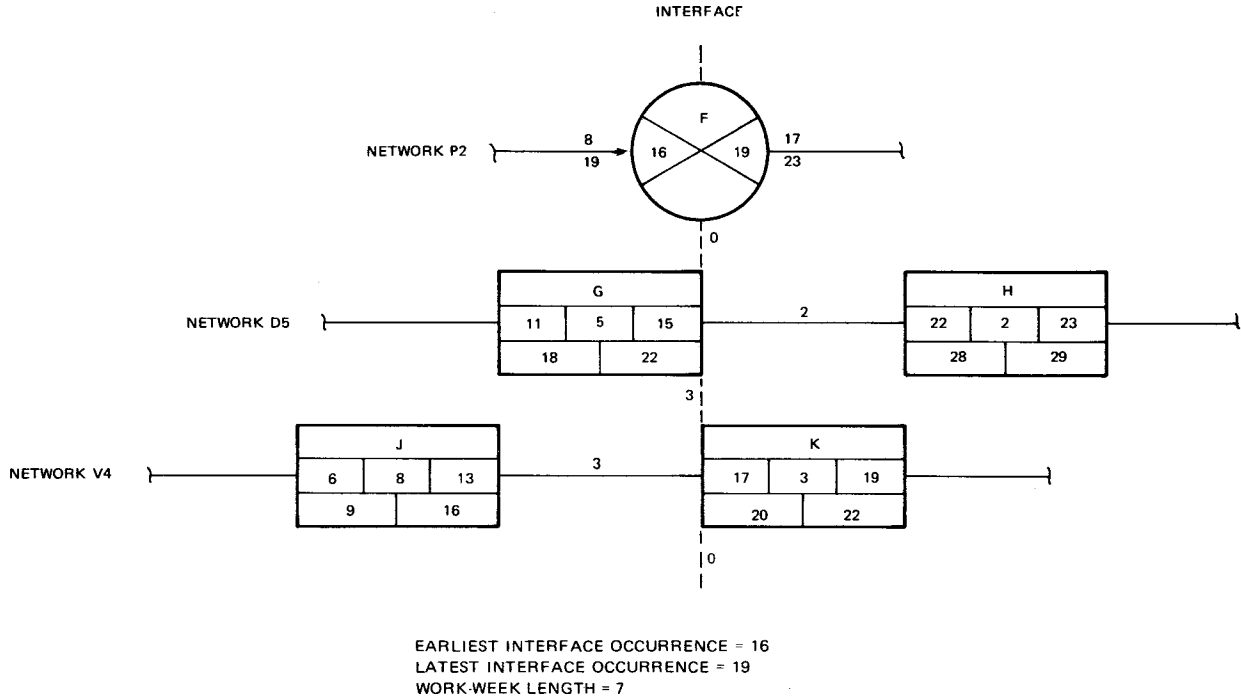 INTERFACE
F
8
17
NETWORK P2
16
19
19
23
0
G
H
NETWORK D5
11
5
15
2
22
2
23
18
22
28
29
3
J
K
NETWORK V4
6
8
13
3
17
3
19
9
16
20
22
0
EARLIEST INTERFACE OCCURRENCE = 16
LATEST INTERFACE OCCURRENCE = 19
WORK-WEEK LENGTH = 7